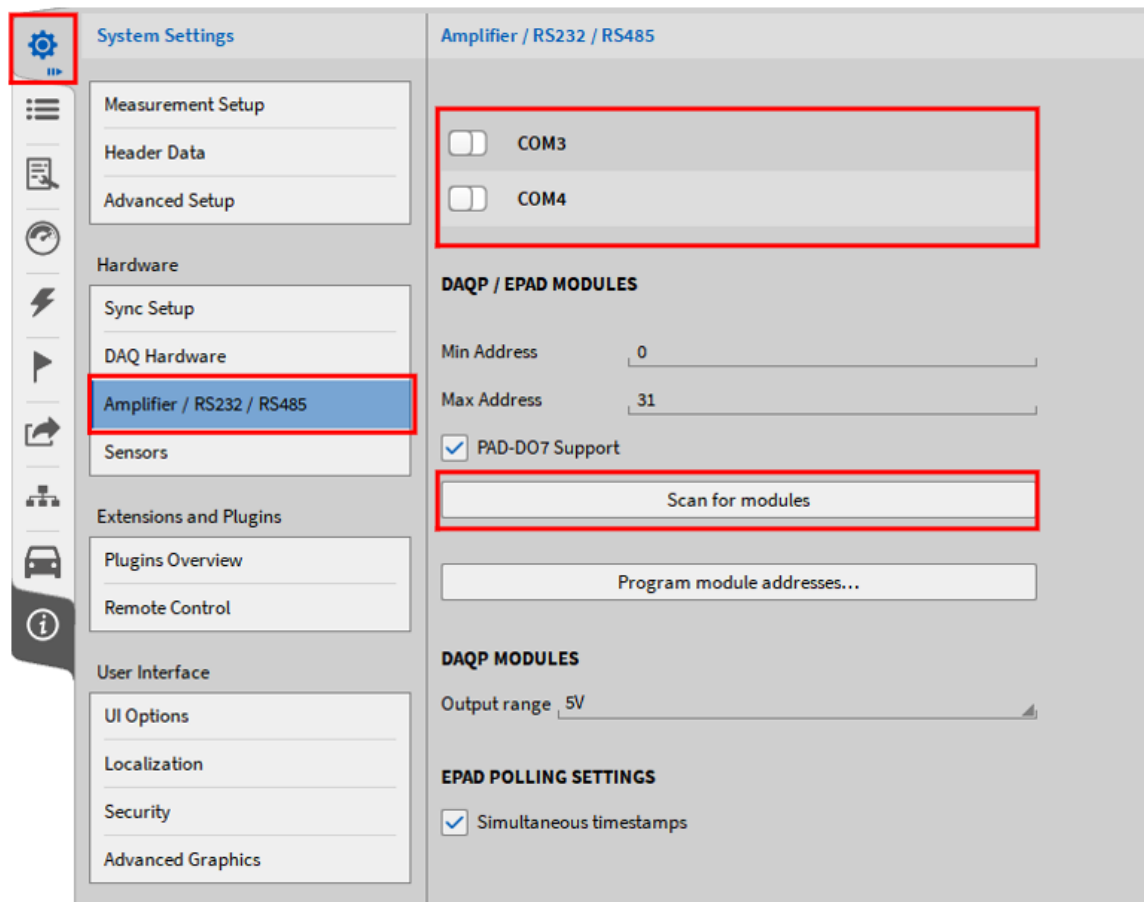 System Settings
Measurement Setup
Header Data
Advanced Setup
Hardware
Sync Setup
DAQ Hardware
Amplifier / RS232 / RS485
Sensors
Extensions and Plugins
Plugins Overview
Remote Control
User Interface
UI Options
Localization
Security
Advanced Graphics
Amplifier / RS232 / RS485
COM3
COM4
DAQP / EPAD MODULES
Min Address 0
Max Address 31
PAD-DO7 Support
Scan for modules
Program module addresses...
DAQP MODULES
Output range 5V
EPAD POLLING SETTINGS
Simultaneous timestamps